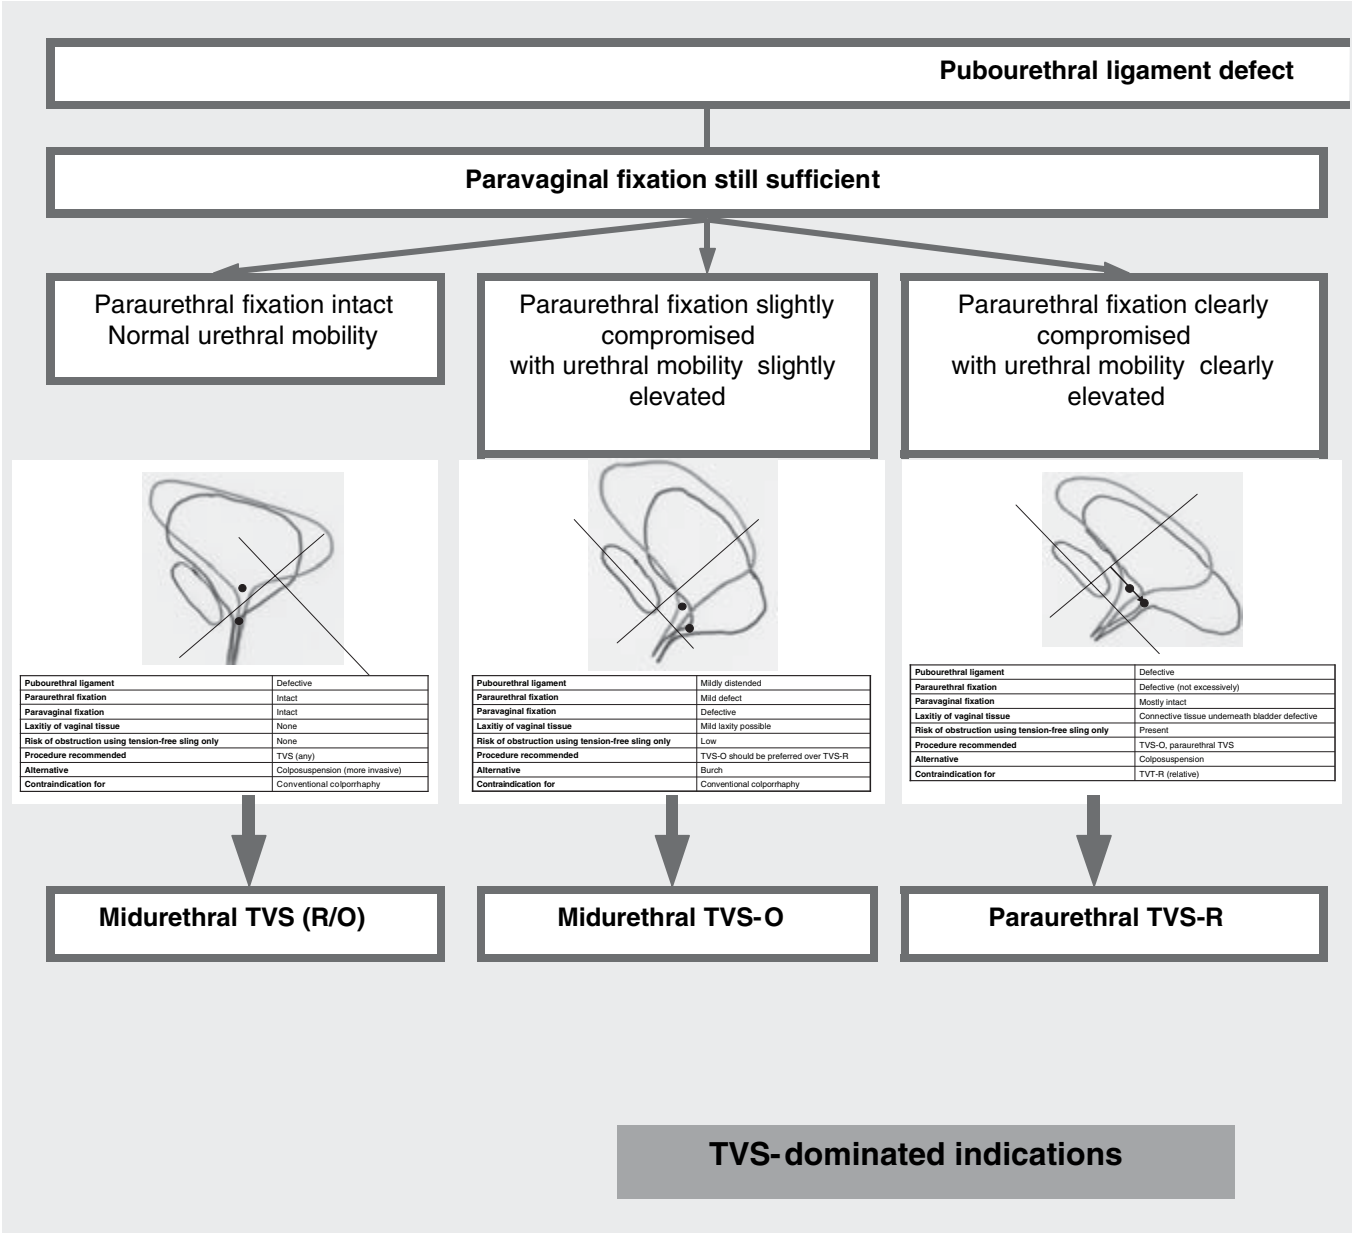 Pubourethral ligament defect
Paravaginal fixation still sufficient
Paraurethral fixation intact
Normal urethral mobility
Paraurethral fixation slightly
compromised
with urethral mobility slightly
elevated
Paraurethral fixation clearly
compromised
with urethral mobility clearly
elevated
Pubourethral ligament Defective
Paraurethral fixation Intact
Paravaginal fixation Intact
Laxitiy of vaginal tissue None
Risk of obstruction using tension-free sling only None
Procedure recommended TVS (any)
Alternative Colposuspension (more invasive)
Contraindication for Conventional colporrhaphy
Pubourethral ligament Mildly distended
Paraurethral fixation Mild defect
Paravaginal fixation Defective
Laxitiy of vaginal tissue Mild laxity possible
Risk of obstruction using tension-free sling only Low
Procedure recommended TVS-O should be preferred over TVS-R
Alternative Burch
Contraindication for Conventional colporrhaphy
Pubourethral ligament Defective
Paraurethral fixation Defective (not excessively)
Paravaginal fixation Mostly intact
Laxitiy of vaginal tissue Connective tissue underneath bladder defective
Risk of obstruction using tension-free sling only Present
Procedure recommended TVS-O, paraurethral TVS
Alternative Colposuspension
Contraindication for TVT-R (relative)
Midurethral TVS (R/O)
Midurethral TVS-O
Paraurethral TVS-R
TVS-dominated indications